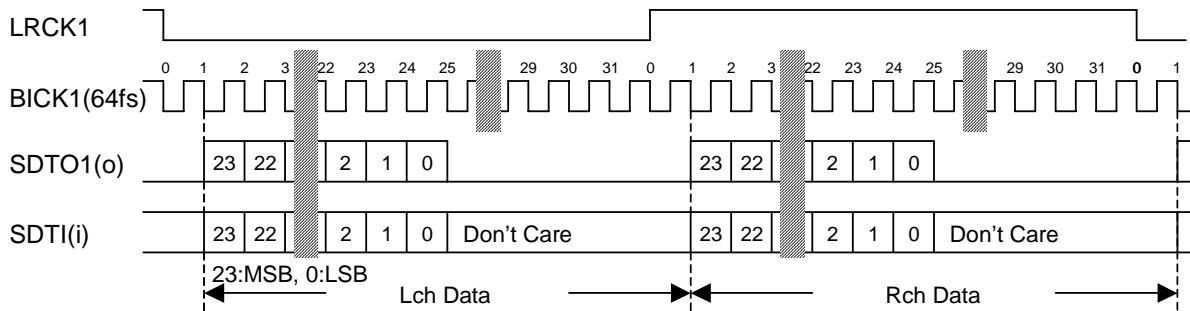 LRCK1
0 1 2 3 22 23 24 25 29 30 31 0 1 2 3 22 23 24 25 29 30 31 0 1
BICK1(64fs)
SDTO1(o) 23 22 2 1 0 23 22 2 1 0
SDTI(i) 23 22 2 1 0 Don't Care 23 22 2 1 0 Don't Care
23:MSB, 0:LSB
Lch Data Rch Data